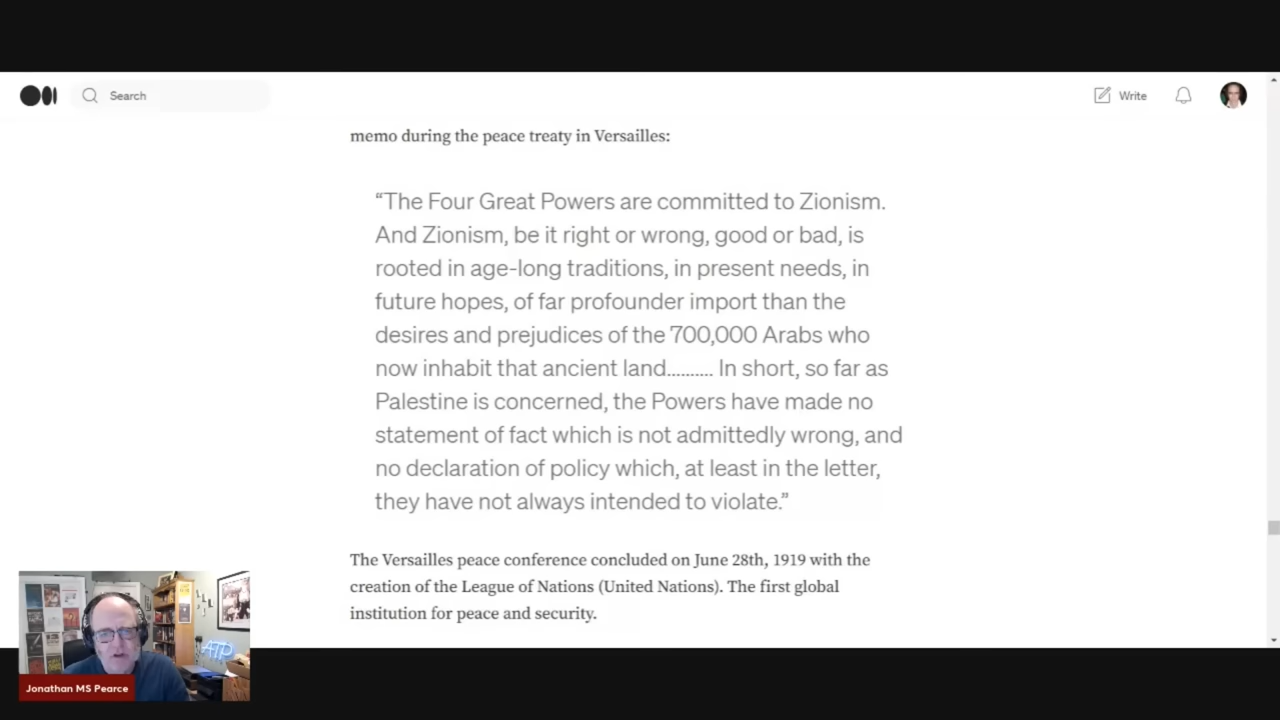 Search
Write
memo during the peace treaty in Versailles:
“The Four Great Powers are committed to Zionism.
And Zionism, be it right or wrong, good or bad, is
rooted in age-long traditions, in present needs, in
future hopes, of far profounder import than the
desires and prejudices of the 700,000 Arabs who
now inhabit that ancient land.......... In short, so far as
Palestine is concerned, the Powers have made no
statement of fact which is not admittedly wrong, and
no declaration of policy which, at least in the letter,
they have not always intended to violate.”
The Versailles peace conference concluded on June 28th, 1919 with the
creation of the League of Nations (United Nations). The first global
institution for peace and security.
ATP
Jonathan MS Pearce